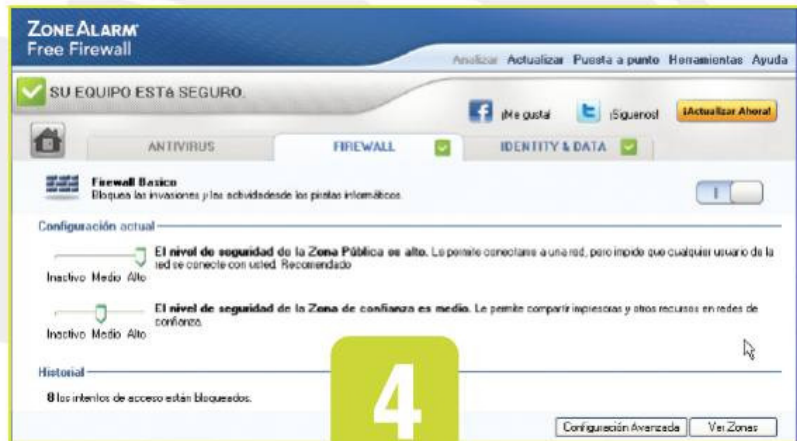 ZONEALARM
Free Firewall
Analizar Actualizar Puesta a punto Herramientas Ayuda
SU EQUIPO ESTá SEGURO.
¡Me gusta!
¡Síguenos!
¡Actualizar Ahora!
ANTIVIRUS
FIREWALL
IDENTITY & DATA
Firewall Basico
Bloquea las invasiones y las actividadesde los piratas informáticos.
Configuración actual
El nivel de seguridad de la Zona Pública es alto. Le permite conectarse a una red, pero impide que cualquier usuario de la
red se conecte con usted. Recomendado
Inactivo Medio Alto
El nivel de seguridad de la Zona de confianza es medio. Le permite compartir impresoras y otros recursos en redes de
confianza.
Inactivo Medio Alto
Historial
8 los intentos de acceso están bloqueados.
4
Configuración Avanzada
Ver Zonas